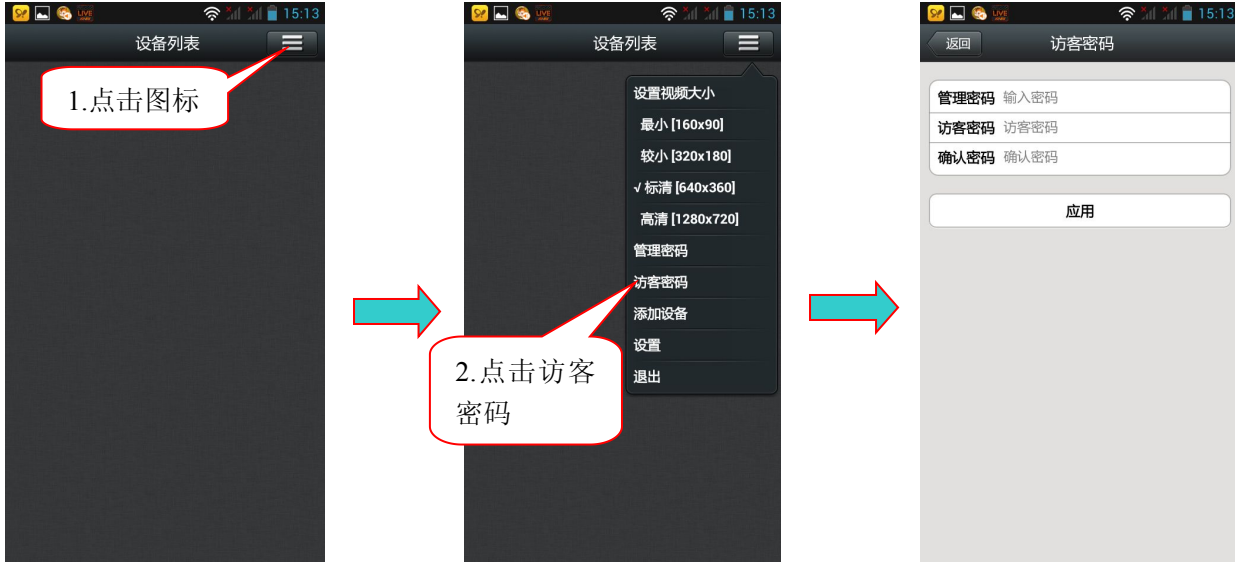 LIVE
15:13
设备列表
1.点击图标
LIVE
15:13
设备列表
设置视频大小
最小 [160x90]
较小 [320x180]
√ 标清 [640x360]
高清 [1280x720]
管理密码
访客密码
添加设备
设置
退出
2.点击访客
密码
LIVE
15:13
返回
访客密码
管理密码 输入密码
访客密码 访客密码
确认密码 确认密码
应用